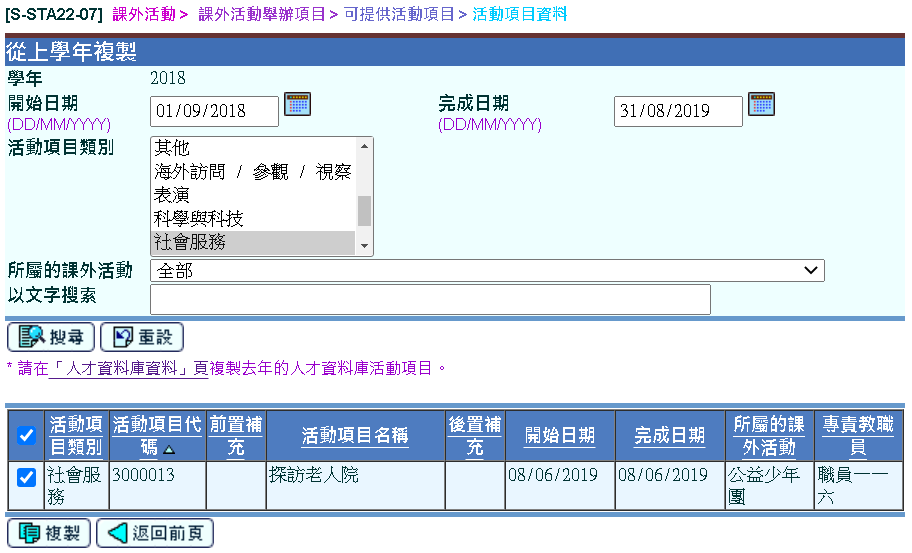 [S-STA22-07] 課外活動 > 課外活動舉辦項目 > 可提供活動項目 > 活動項目資料
從上學年複製
學年 2018
開始日期 (DD/MM/YYYY) 01/09/2018 完成日期 (DD/MM/YYYY) 31/08/2019
活動項目類別
其他
海外訪問 / 參觀 / 視察
表演
科學與科技
社會服務
所屬的課外活動 全部
以文字搜索
搜尋 重設
* 請在「人才資料庫資料」頁複製去年的人才資料庫活動項目。
活動項目類別 活動項目代碼 前置補充 活動項目名稱 後置補充 開始日期 完成日期 所屬的課外活動 專責教職員
社會服務 3000013 探訪老人院 08/06/2019 08/06/2019 公益少年團 職員一一六
複製 返回前頁